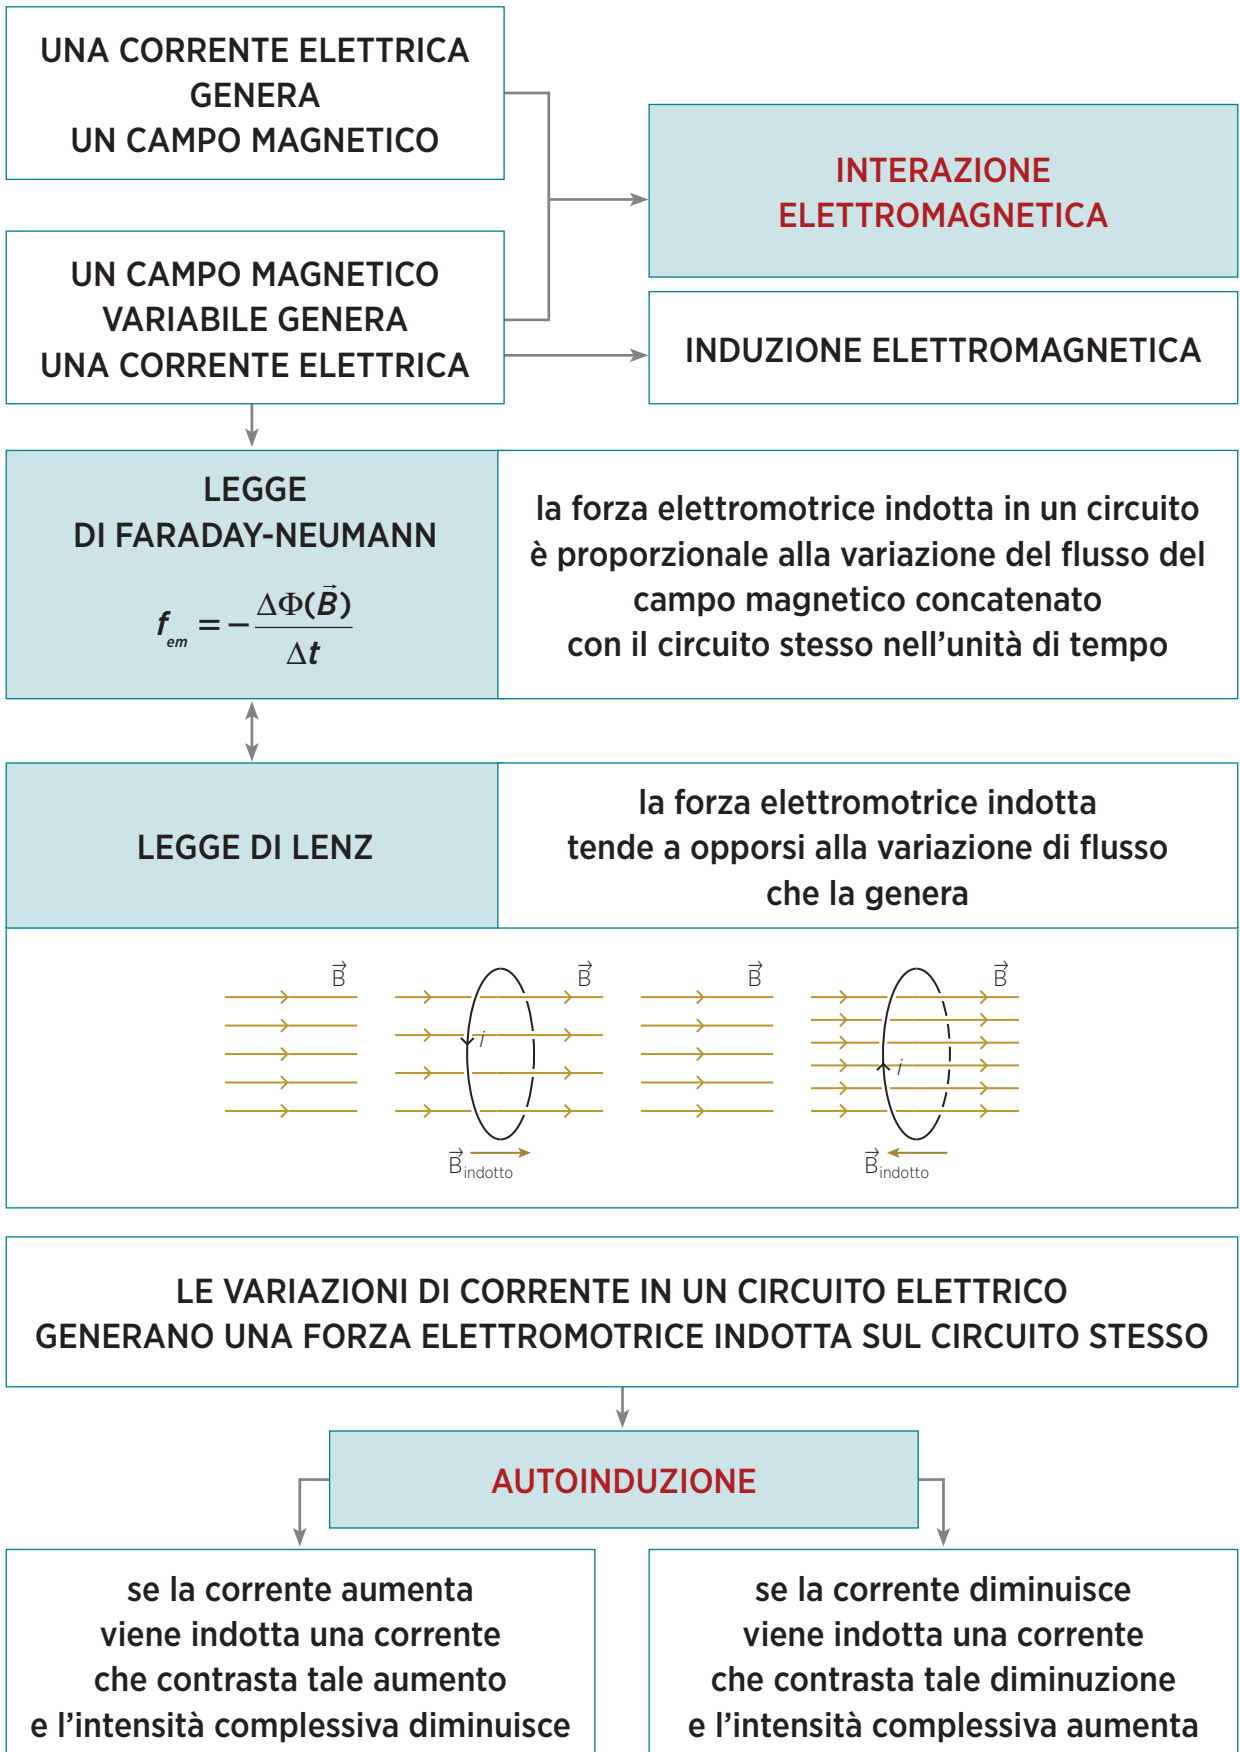 UNA CORRENTE ELETTRICA
GENERA
UN CAMPO MAGNETICO
INTERAZIONE
ELETTROMAGNETICA
UN CAMPO MAGNETICO
VARIABILE GENERA
UNA CORRENTE ELETTRICA
INDUZIONE ELETTROMAGNETICA
LEGGE
DI FARADAY-NEUMANN
f_em = − ΔΦ(B⃗) / Δt
la forza elettromotrice indotta in un circuito
è proporzionale alla variazione del flusso del
campo magnetico concatenato
con il circuito stesso nell’unità di tempo
LEGGE DI LENZ
la forza elettromotrice indotta
tende a opporsi alla variazione di flusso
che la genera
B⃗ B⃗ B⃗ B⃗
i i
B⃗indotto B⃗indotto
LE VARIAZIONI DI CORRENTE IN UN CIRCUITO ELETTRICO
GENERANO UNA FORZA ELETTROMOTRICE INDOTTA SUL CIRCUITO STESSO
AUTOINDUZIONE
se la corrente aumenta
viene indotta una corrente
che contrasta tale aumento
e l’intensità complessiva diminuisce
se la corrente diminuisce
viene indotta una corrente
che contrasta tale diminuzione
e l’intensità complessiva aumenta